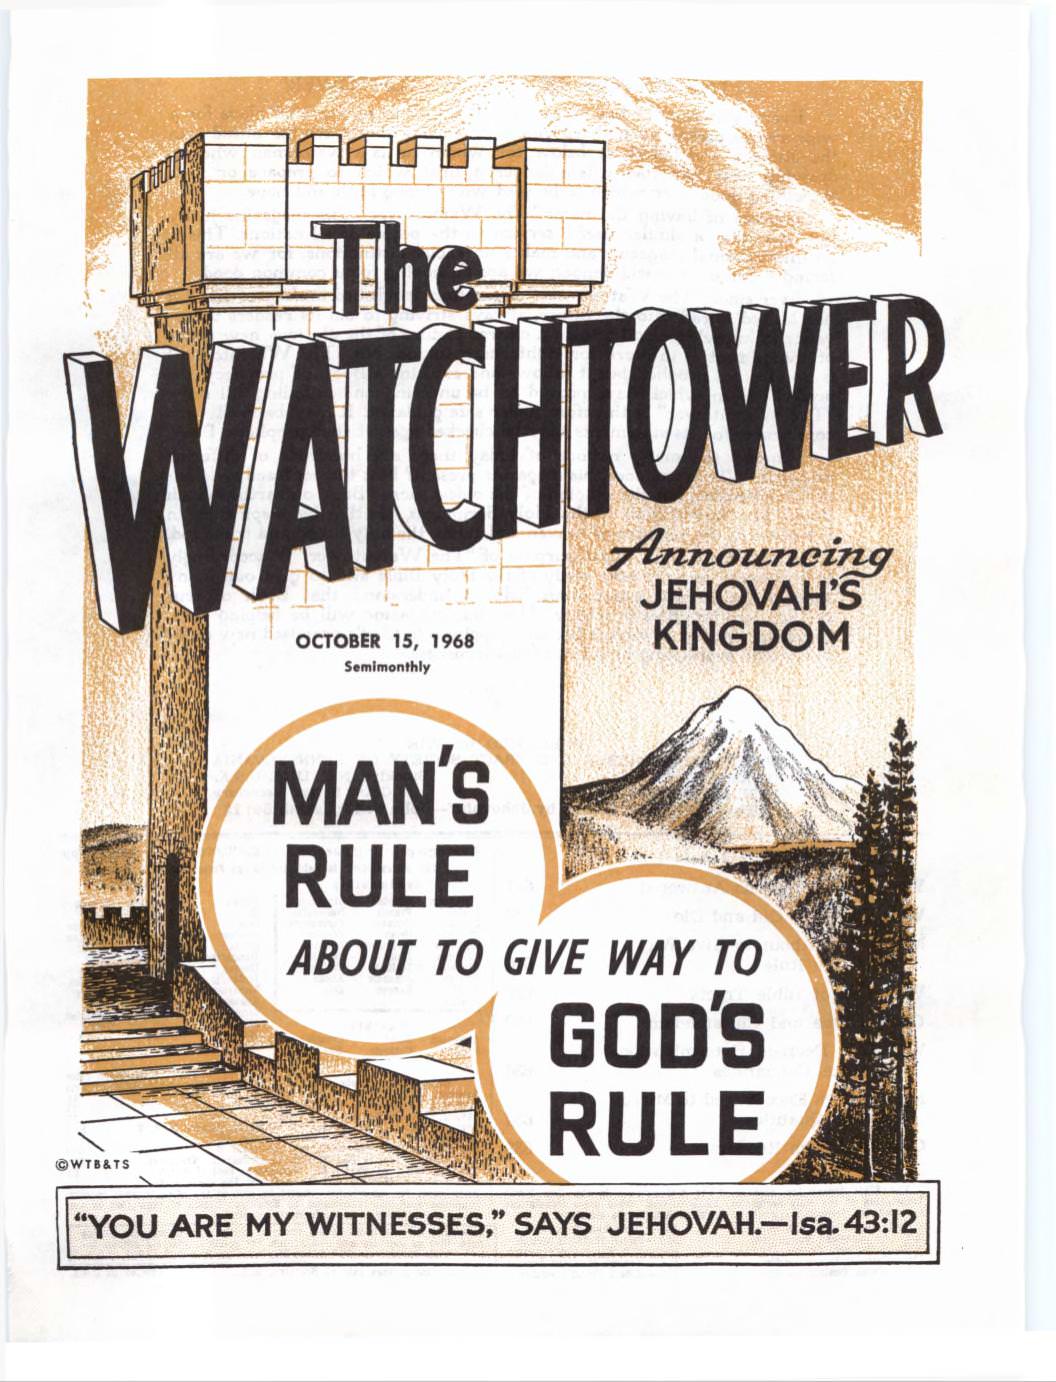 The
WATCHTOWER
Announcing
JEHOVAH'S
KINGDOM
OCTOBER 15, 1968
Semimonthly
MAN'S
RULE
ABOUT TO GIVE WAY TO
GOD'S
RULE
©WTB&TS
"YOU ARE MY WITNESSES," SAYS JEHOVAH.—Isa. 43:12